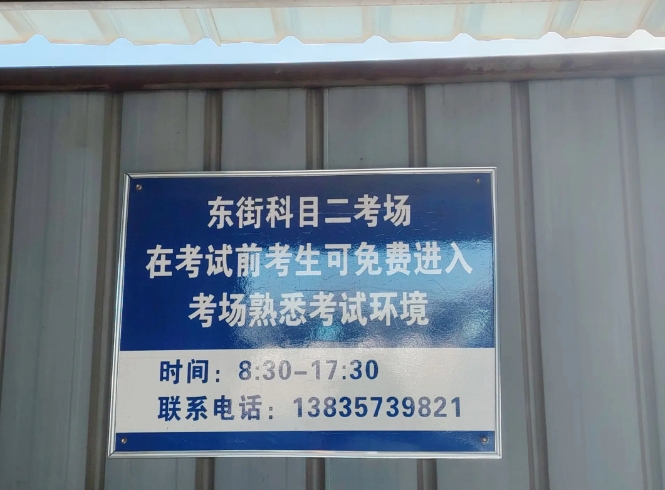 东街科目二考场
在考试前考生可免费进入
考场熟悉考试环境
时间：8:30-17:30
联系电话：13835739821